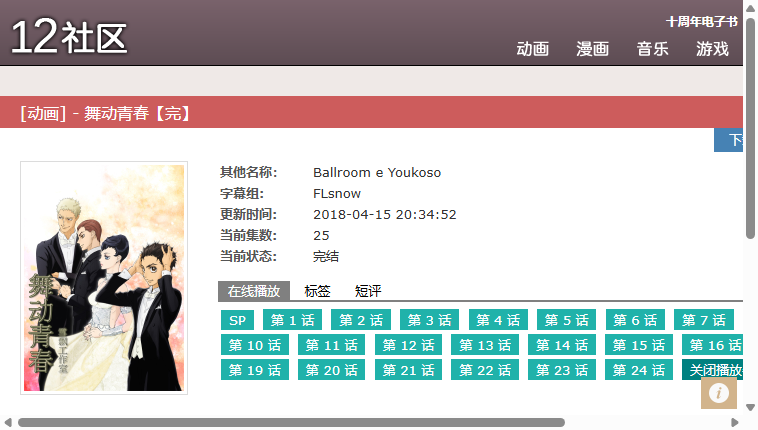 12社区
十周年电子书
动画 漫画 音乐 游戏
[动画] - 舞动青春【完】
下
其他名称: Ballroom e Youkoso
字幕组: FLsnow
更新时间: 2018-04-15 20:34:52
当前集数: 25
当前状态: 完结
舞动青春
雪飘工作室
在线播放 标签 短评
SP 第 1 话 第 2 话 第 3 话 第 4 话 第 5 话 第 6 话 第 7 话
第 10 话 第 11 话 第 12 话 第 13 话 第 14 话 第 15 话 第 16 话
第 19 话 第 20 话 第 21 话 第 22 话 第 23 话 第 24 话 关闭播放